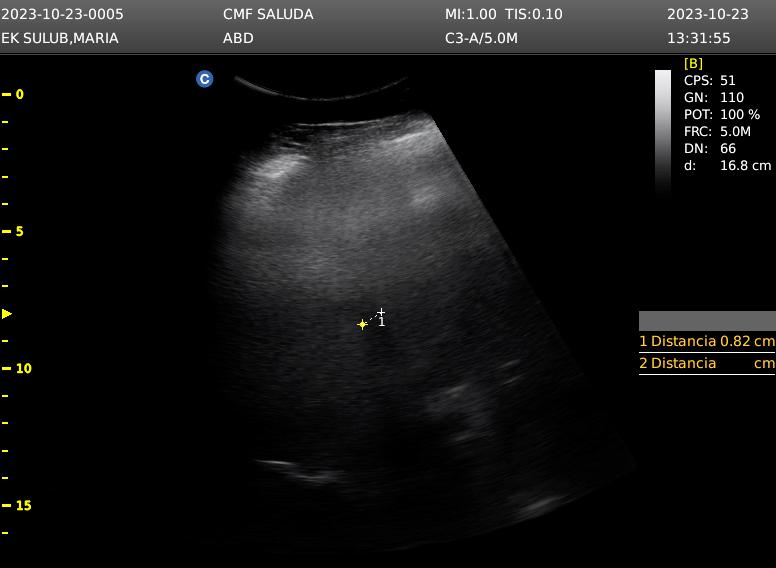 2023-10-23-0005 CMF SALUDA MI:1.00 TIS:0.10 2023-10-23
EK SULUB,MARIA ABD C3-A/5.0M 13:31:55
C
[B]
CPS: 51
GN: 110
POT: 100 %
FRC: 5.0M
DN: 66
d: 16.8 cm
0
5
10
15
1
1 Distancia 0.82 cm
2 Distancia cm